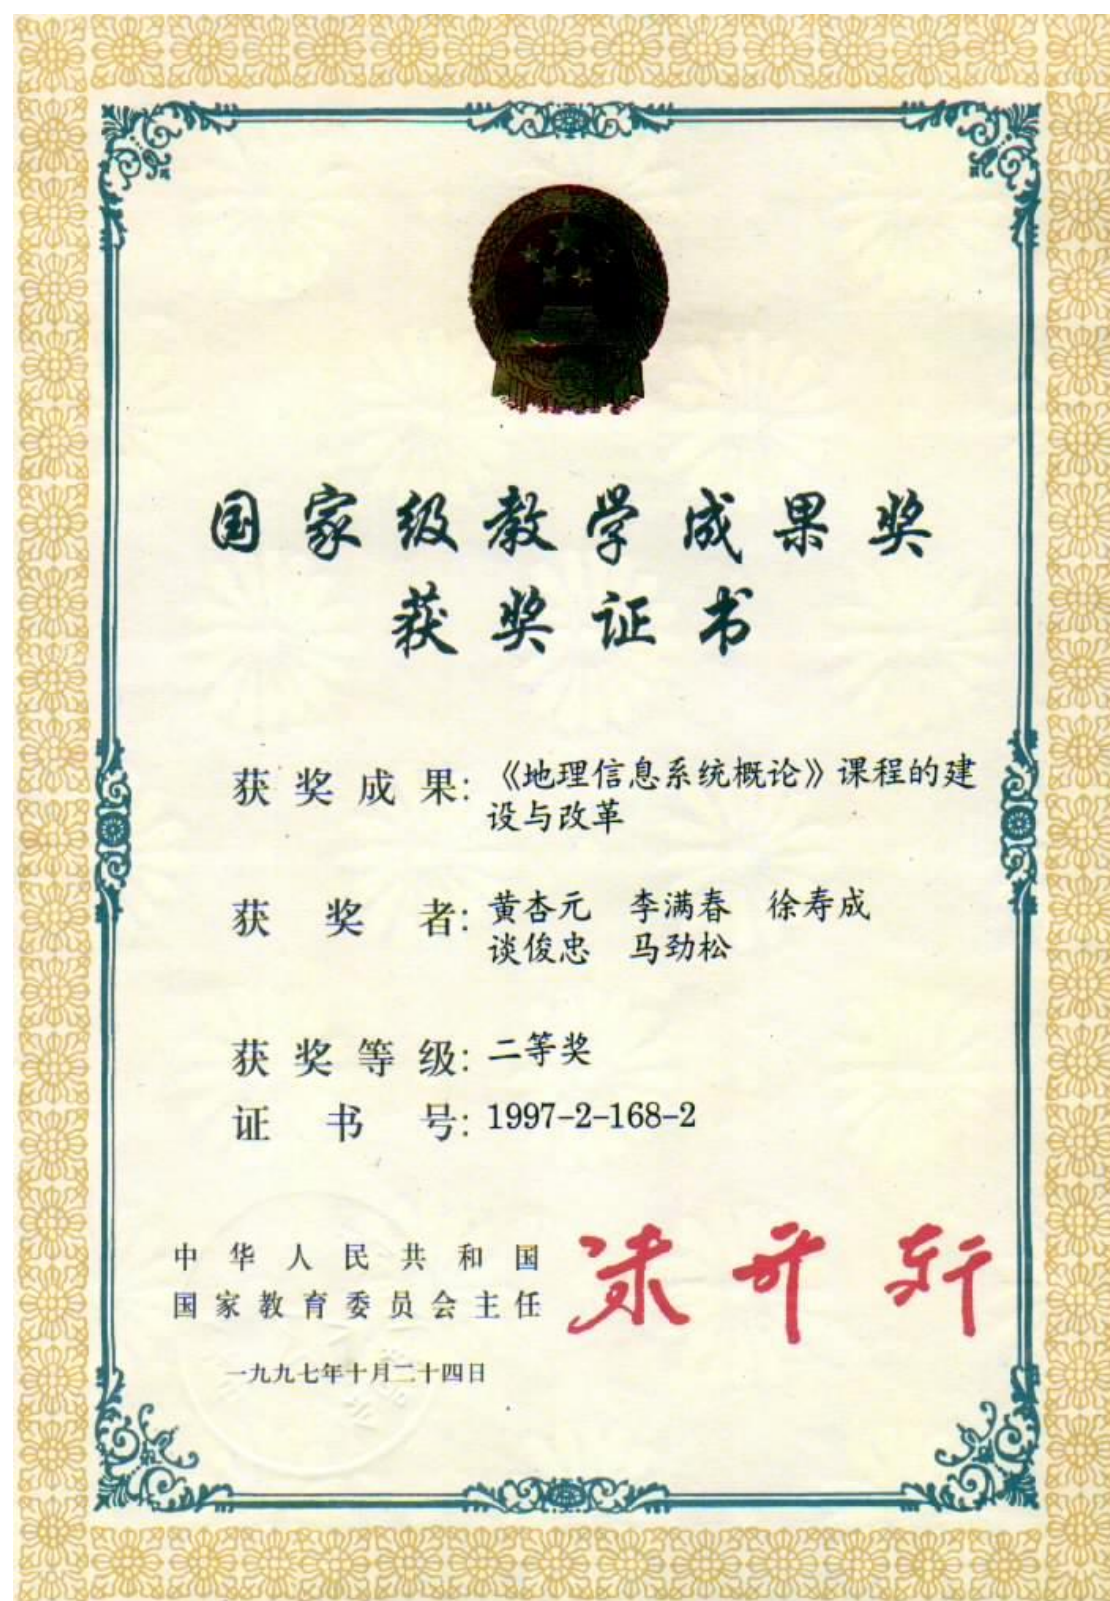 国家级教学成果奖
获奖证书
获奖成果:《地理信息系统概论》课程的建
设与改革
获奖者:黄杏元 李满春 徐寿成
谈俊忠 马劲松
获奖等级:二等奖
证书号:1997-2-168-2
中华人民共和国
国家教育委员会主任 朱开轩
一九九七年十月二十四日